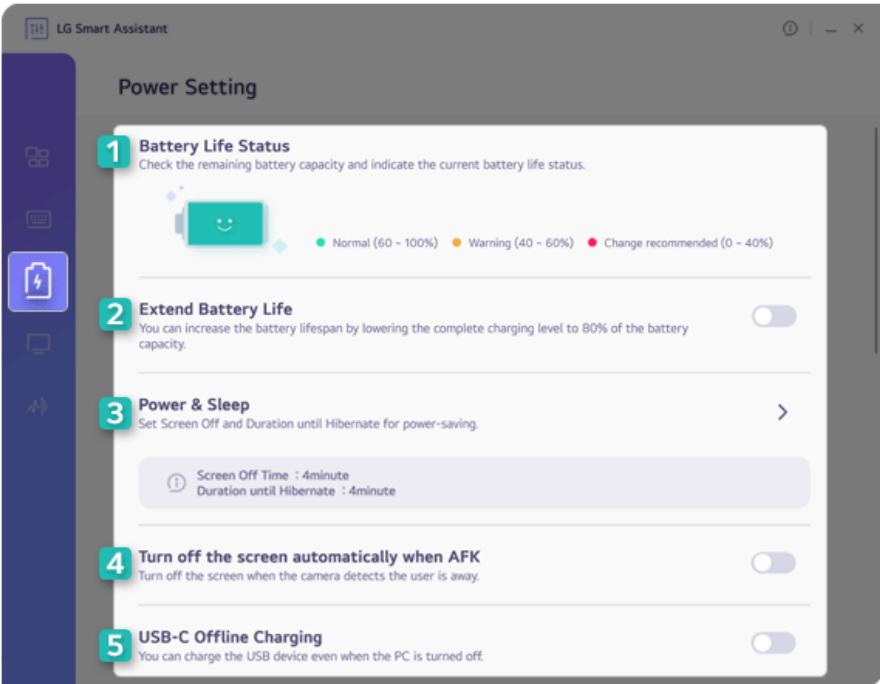 LG Smart Assistant
Power Setting
1
Battery Life Status
Check the remaining battery capacity and indicate the current battery life status.
Normal (60 ~ 100%) Warning (40 ~ 60%) Change recommended (0 ~ 40%)
2
Extend Battery Life
You can increase the battery lifespan by lowering the complete charging level to 80% of the battery
capacity.
3
Power & Sleep
Set Screen Off and Duration until Hibernate for power-saving.
Screen Off Time : 4minute
Duration until Hibernate : 4minute
4
Turn off the screen automatically when AFK
Turn off the screen when the camera detects the user is away.
5
USB-C Offline Charging
You can charge the USB device even when the PC is turned off.